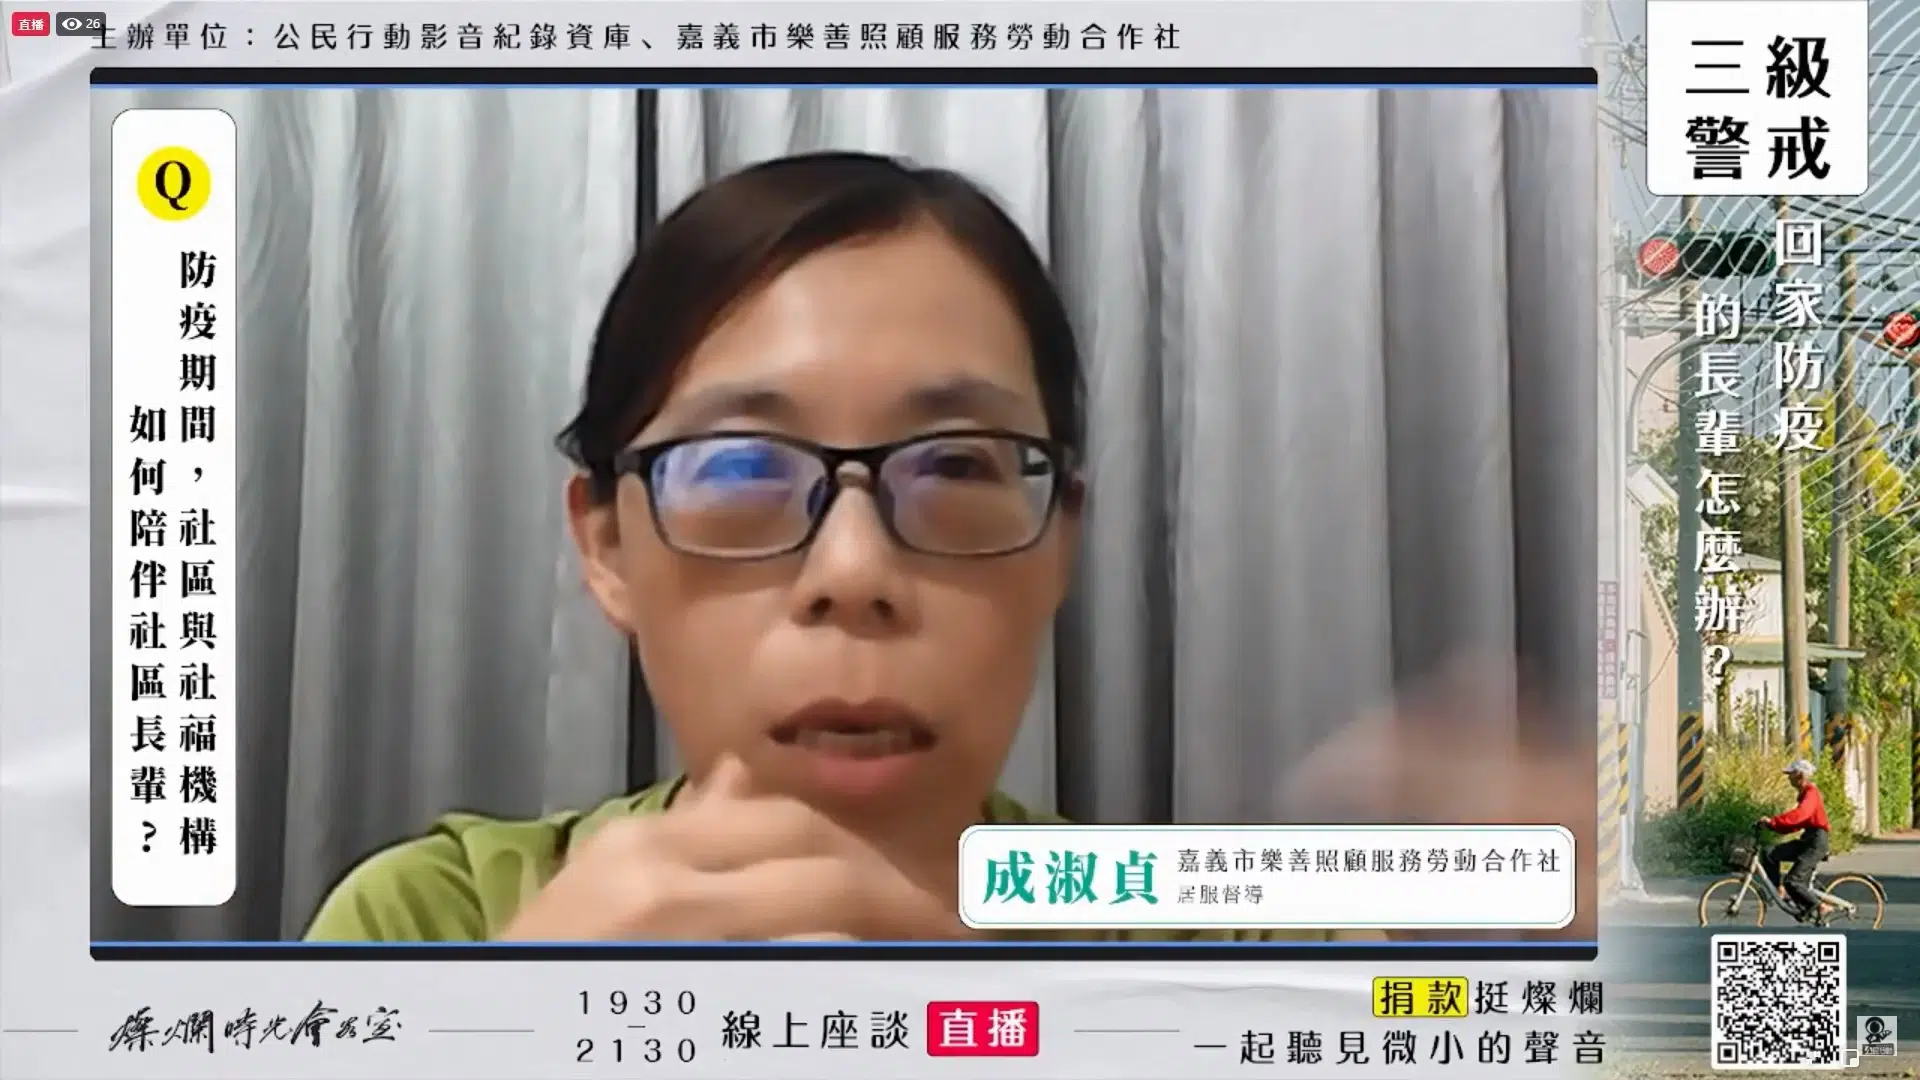 直播 26
主辦單位：公民行動影音紀錄資庫、嘉義市樂善照顧服務勞動合作社
Q
防疫期間，社區與社福機構
如何陪伴社區長輩？
三級
警戒
回家防疫
的長輩怎麼辦？
成淑貞
嘉義市樂善照顧服務勞動合作社
居服督導
燦爛時光會客室
1930
–
2130
線上座談 直播
捐款挺燦爛
一起聽見微小的聲音